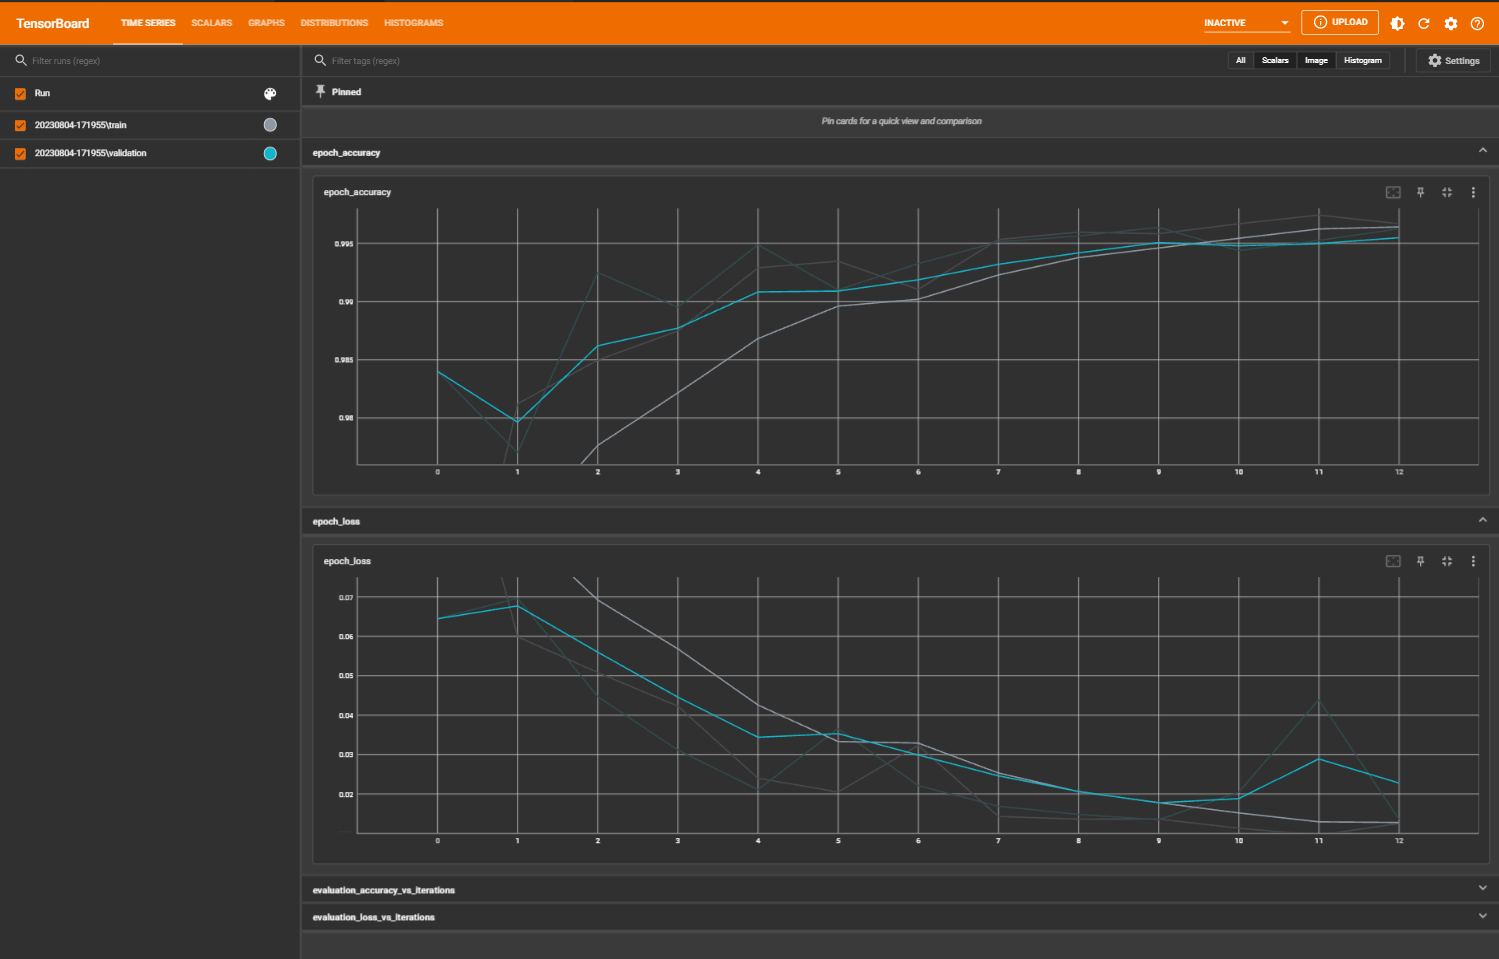 TensorBoard TIME SERIES SCALARS GRAPHS DISTRIBUTIONS HISTOGRAMS INACTIVE UPLOAD
Filter runs (regex)
Run
20230804-171955\train
20230804-171955\validation
Filter tags (regex) All Scalars Image Histogram Settings
Pinned
Pin cards for a quick view and comparison
epoch_accuracy
epoch_accuracy
0.995
0.99
0.985
0.98
0 1 2 3 4 5 6 7 8 9 10 11 12
epoch_loss
epoch_loss
0.07
0.06
0.05
0.04
0.03
0.02
0 1 2 3 4 5 6 7 8 9 10 11 12
evaluation_accuracy_vs_iterations
evaluation_loss_vs_iterations